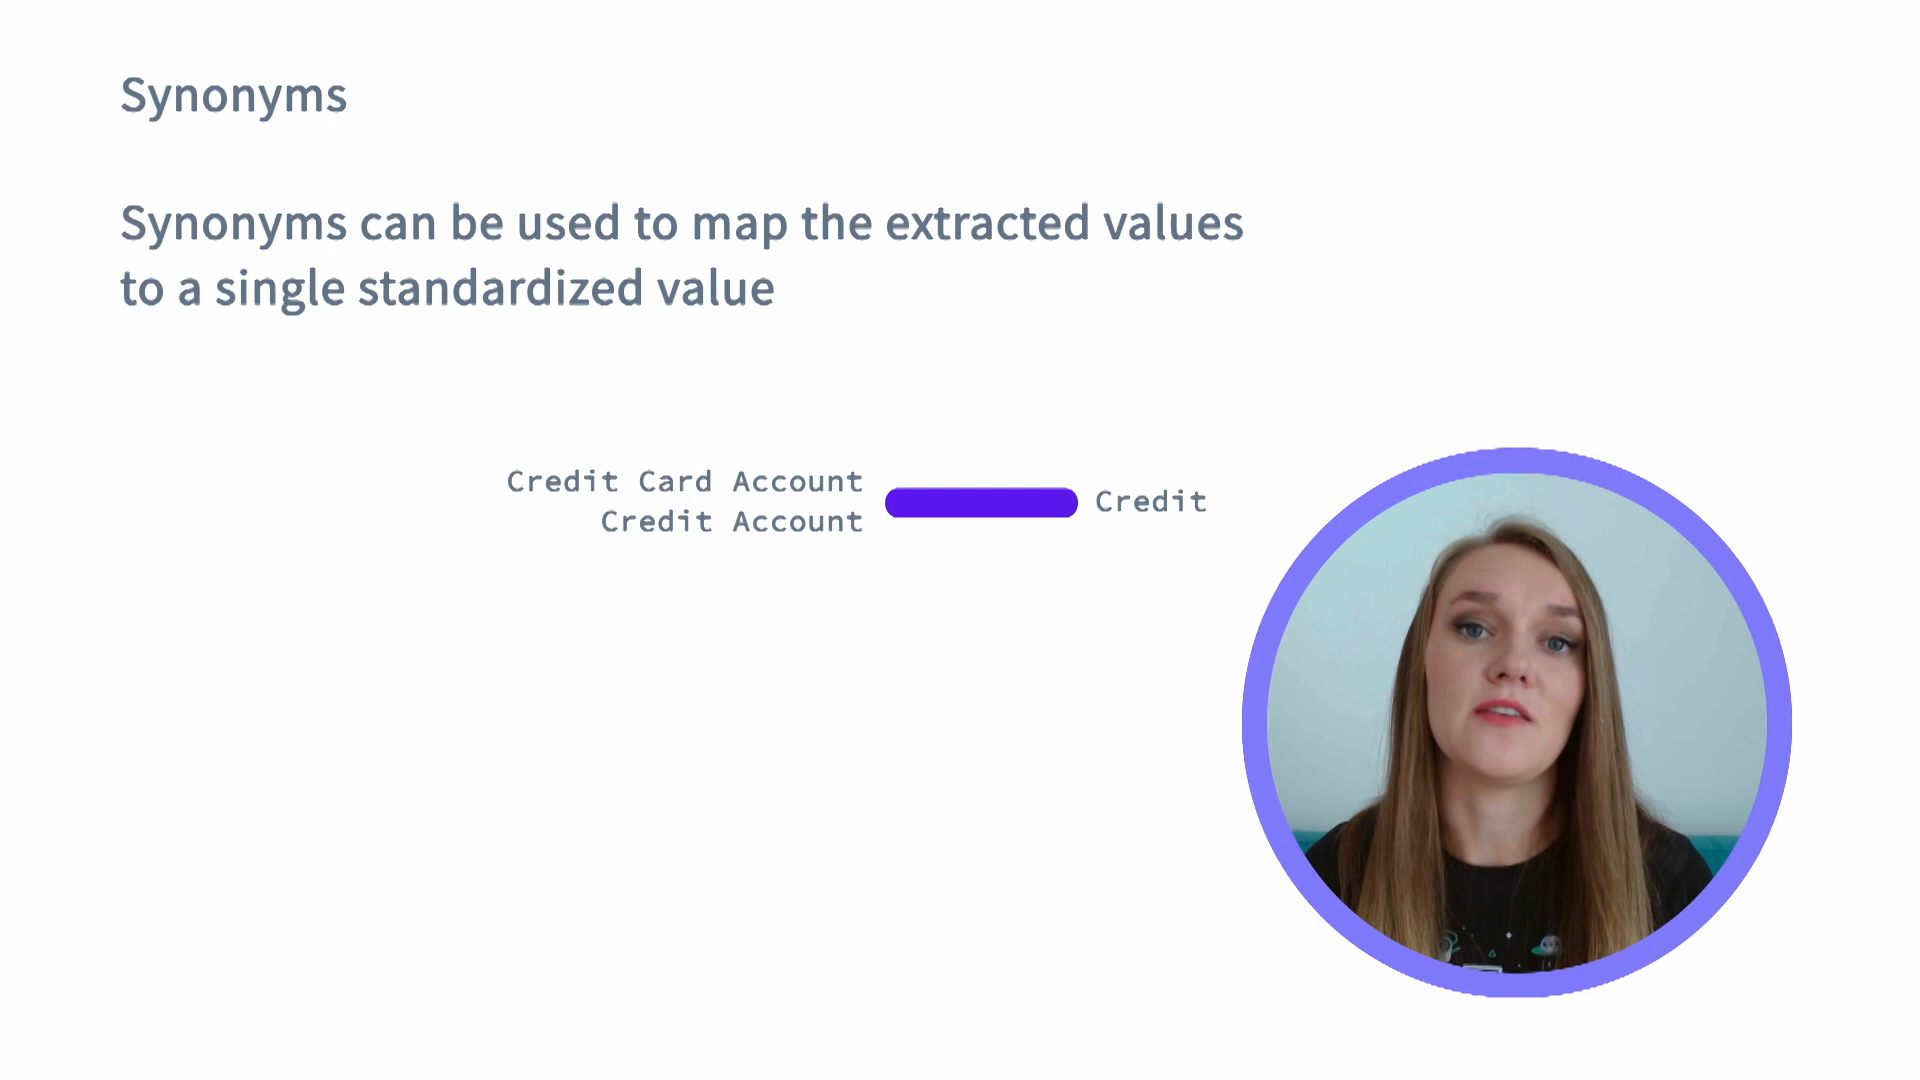 Synonyms
Synonyms can be used to map the extracted values
to a single standardized value
Credit Card Account
Credit Account
Credit